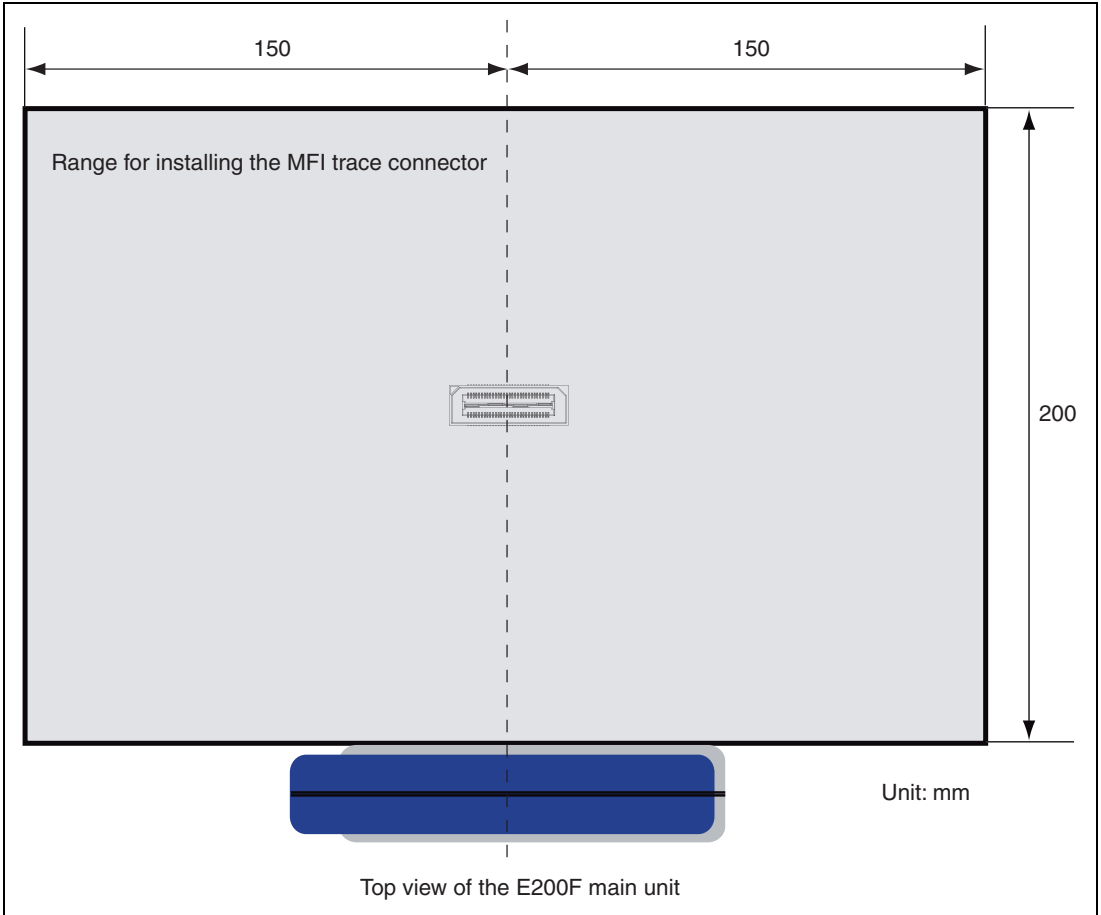 150
150
Range for installing the MFI trace connector
200
Unit: mm
Top view of the E200F main unit